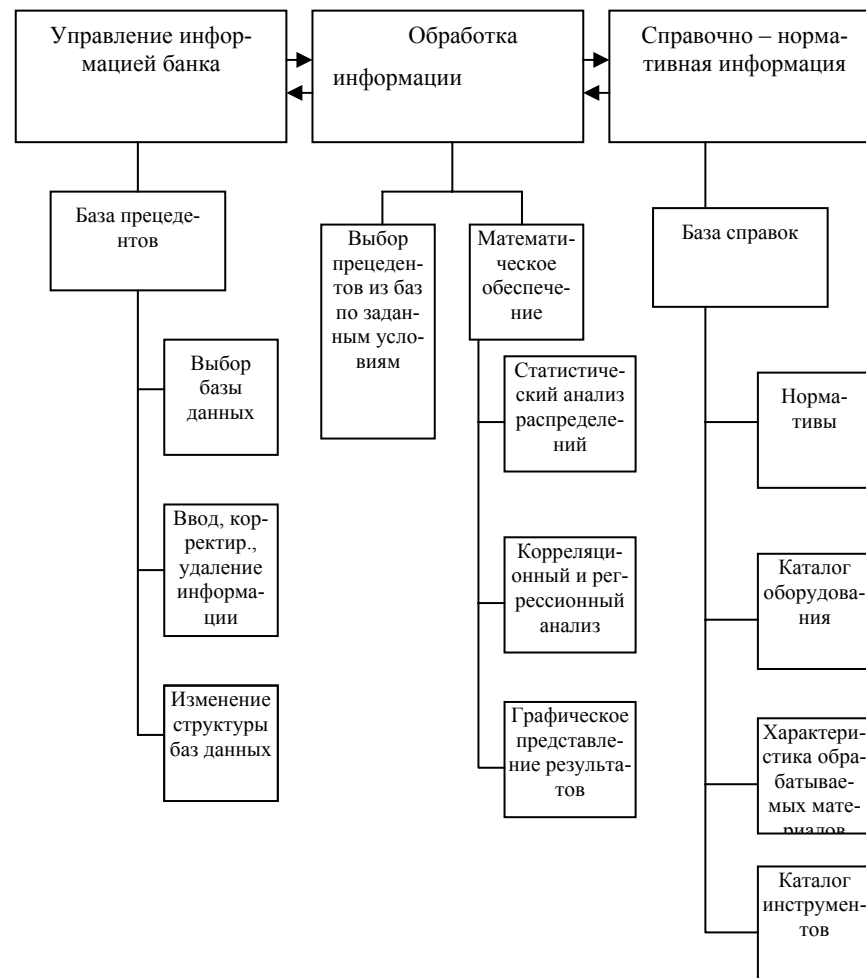 Управление инфор-
мацией банка
Обработка
информации
Справочно – нор-
тивная информация
База прецеде-
нтов
Выбор
базы
данных
Ввод, кор-
ректир.,
удаление
информа-
ции
Изменение
структуры
баз данных
Выбор
прецеден-
тов из баз
по задан-
ным усло-
виям
Математи-
ческое
обеспече-
ние
Статистиче-
ский анализ
распределе-
ний
Корреляци-
онный и рег-
рессионный
анализ
Графическое
представле-
ние результа-
тов
База справок
Норма-
тивы
Каталог
оборудова-
ния
Характери-
стика обра-
батывае-
мых мате-
риалов
Каталог
инструмен-
тов